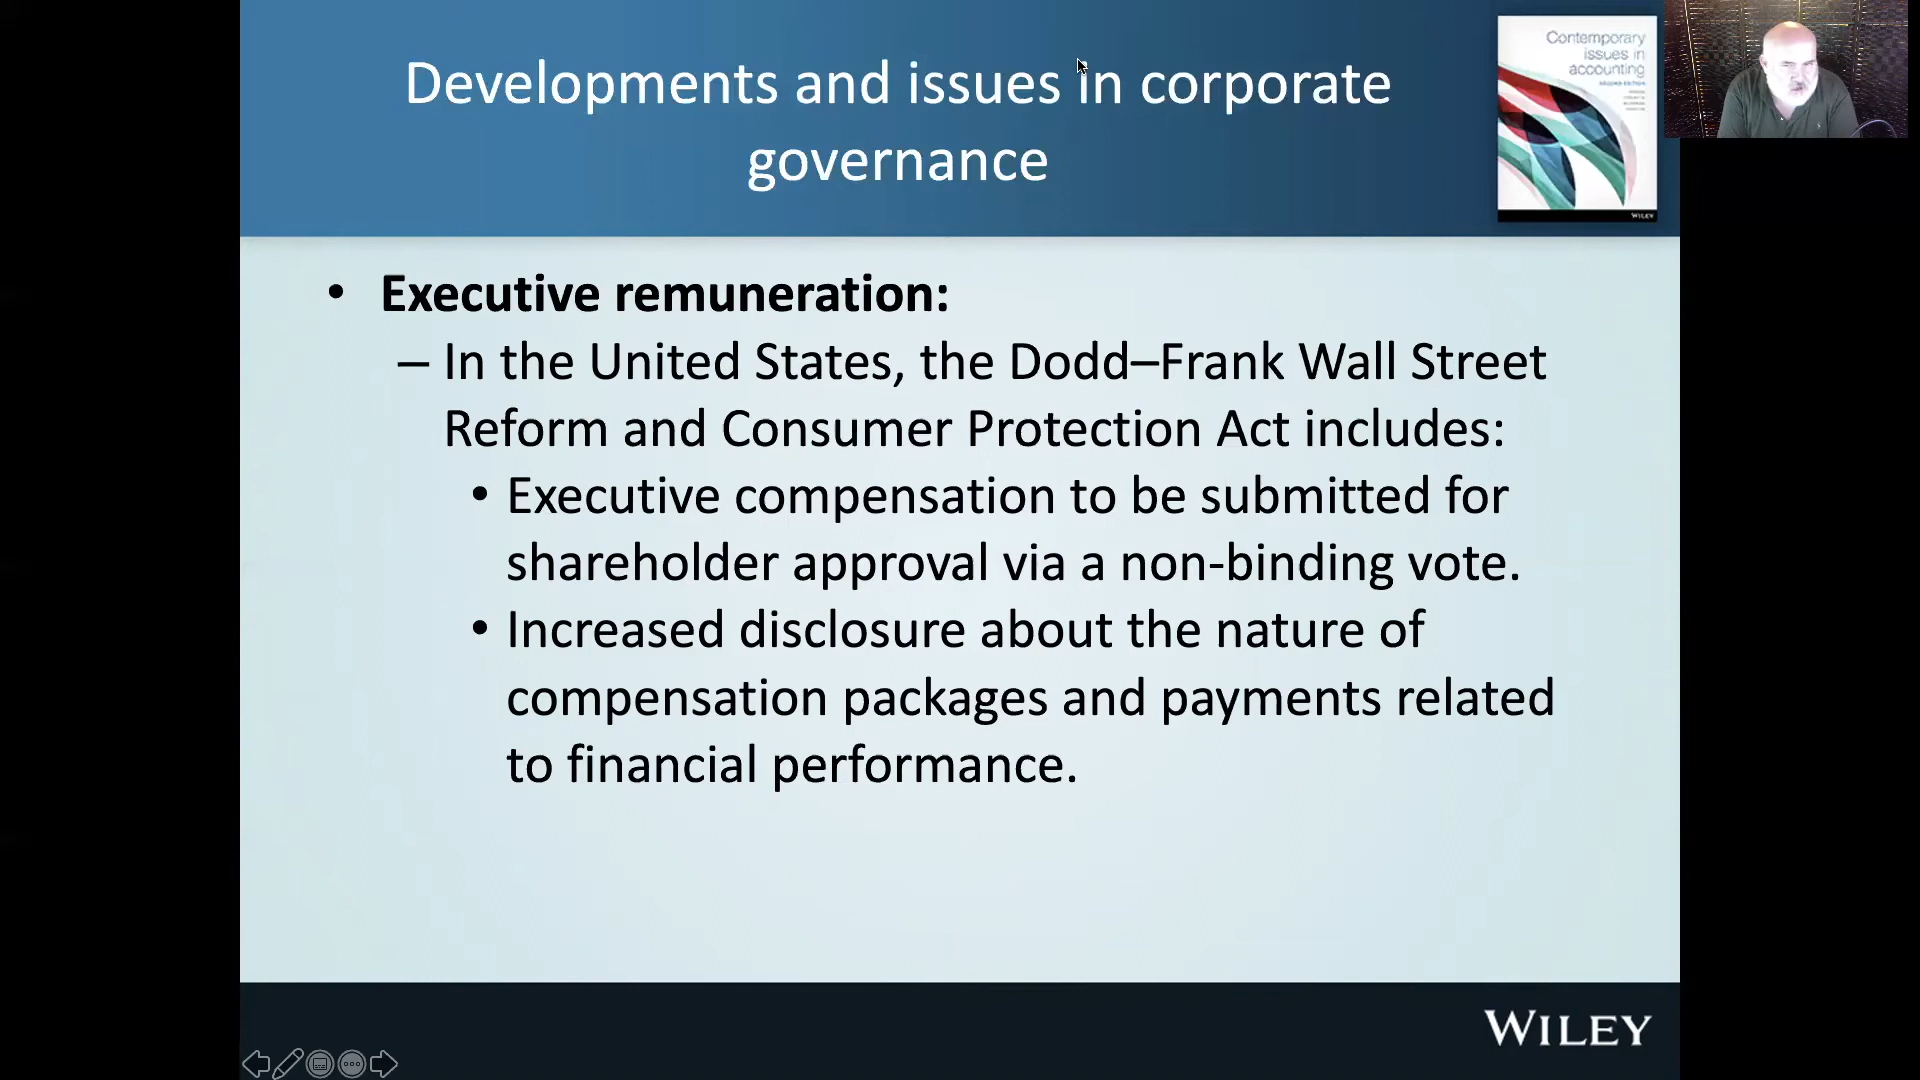 Developments and issues in corporate
governance
Contemporary
issues in
accounting
• Executive remuneration:
– In the United States, the Dodd–Frank Wall Street
Reform and Consumer Protection Act includes:
• Executive compensation to be submitted for
shareholder approval via a non-binding vote.
• Increased disclosure about the nature of
compensation packages and payments related
to financial performance.
WILEY
WILEY